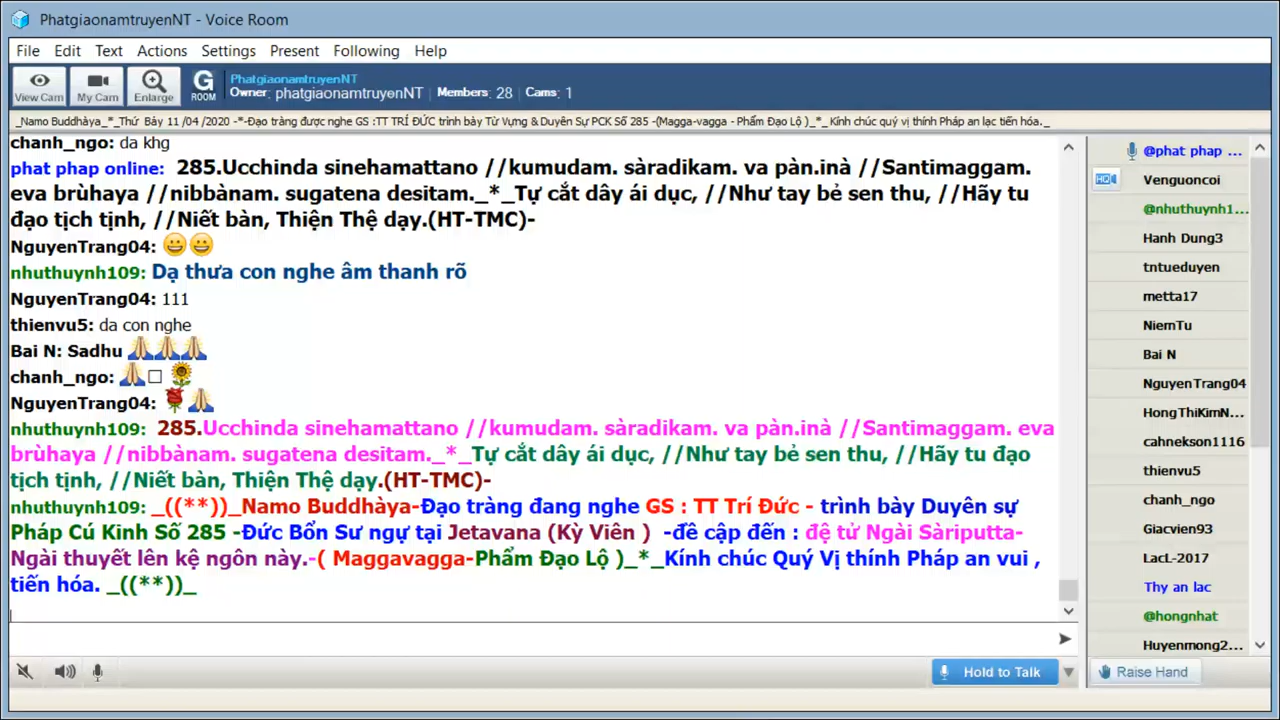 PhatgiaonamtruyenNT - Voice Room
File Edit Text Actions Settings Present Following Help
View Cam My Cam Enlarge G ROOM
PhatgiaonamtruyenNT
Owner: phatgiaonamtruyenNT | Members: 28 | Cams: 1
_Namo Buddhàya_*_Thứ Bảy 11 /04 /2020 -*-Đạo tràng được nghe GS :TT TRÍ ĐỨC trình bày Từ Vựng & Duyên Sự PCK Số 285 -(Magga-vagga - Phẩm Đạo Lộ )_*_ Kính chúc quý vị thính Pháp an lạc tiến hóa._
chanh_ngo: da khg
phat phap online: 285.Ucchinda sinehamattano //kumudam. sàradikam. va pàn.inà //Santimaggam.
eva brùhaya //nibbànam. sugatena desitam._*_Tự cắt dây ái dục, //Như tay bẻ sen thu, //Hãy tu
đạo tịch tịnh, //Niết bàn, Thiện Thệ dạy.(HT-TMC)-
NguyenTrang04: 😀😀
nhuthuynh109: Dạ thưa con nghe âm thanh rõ
NguyenTrang04: 111
thienvu5: da con nghe
Bai N: Sadhu 🙏🙏🙏
chanh_ngo: 🙏□ 🌻
NguyenTrang04: 🌹🙏
nhuthuynh109: 285.Ucchinda sinehamattano //kumudam. sàradikam. va pàn.inà //Santimaggam. eva
brùhaya //nibbànam. sugatena desitam._*_Tự cắt dây ái dục, //Như tay bẻ sen thu, //Hãy tu đạo
tịch tịnh, //Niết bàn, Thiện Thệ dạy.(HT-TMC)-
nhuthuynh109: _((**))_Namo Buddhàya-Đạo tràng đang nghe GS : TT Trí Đức - trình bày Duyên sự
Pháp Cú Kinh Số 285 -Đức Bổn Sư ngự tại Jetavana (Kỳ Viên ) -đề cập đến : đệ tử Ngài Sàriputta-
Ngài thuyết lên kệ ngôn này.-( Maggavagga-Phẩm Đạo Lộ )_*_Kính chúc Quý Vị thính Pháp an vui ,
tiến hóa. _((**))_
@phat phap ...
HD Venguoncoi
@nhuthuynh1...
Hanh Dung3
tntueduyen
metta17
NiemTu
Bai N
NguyenTrang04
HongThiKimN...
cahnekson1116
thienvu5
chanh_ngo
Giacvien93
LacL-2017
Thy an lac
@hongnhat
Huyenmong2...
Hold to Talk
Raise Hand